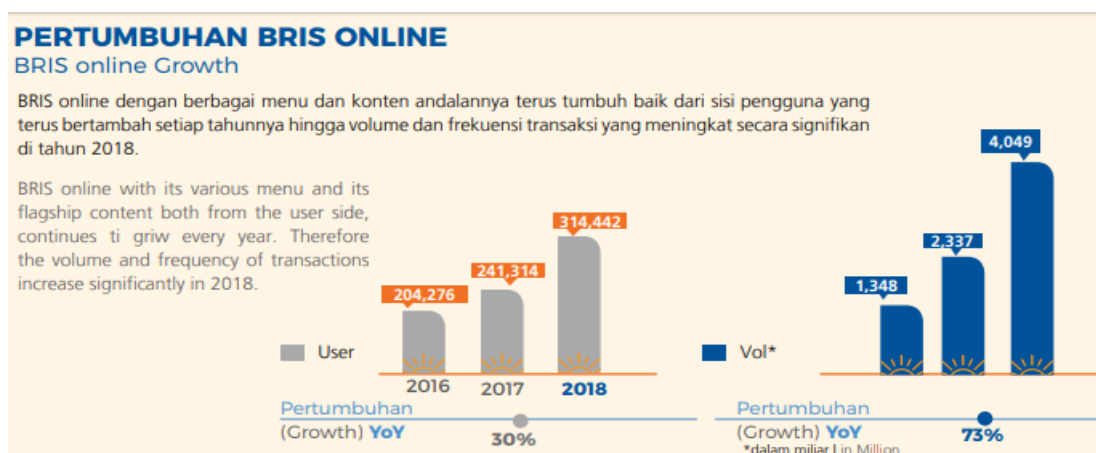 PERTUMBUHAN BRIS ONLINE
BRIS online Growth
BRIS online dengan berbagai menu dan konten andalannya terus tumbuh baik dari sisi pengguna yang
terus bertambah setiap tahunnya hingga volume dan frekuensi transaksi yang meningkat secara signifikan
di tahun 2018.
BRIS online with its various menu and its
flagship content both from the user side,
continues ti griw every year. Therefore
the volume and frequency of transactions
increase significantly in 2018.
204,276
241,314
314,442
User
2016
2017
2018
Pertumbuhan
(Growth) YoY
30%
1,348
2,337
4,049
Vol*
Pertumbuhan
(Growth) YoY
73%
*dalam miliar | in Million